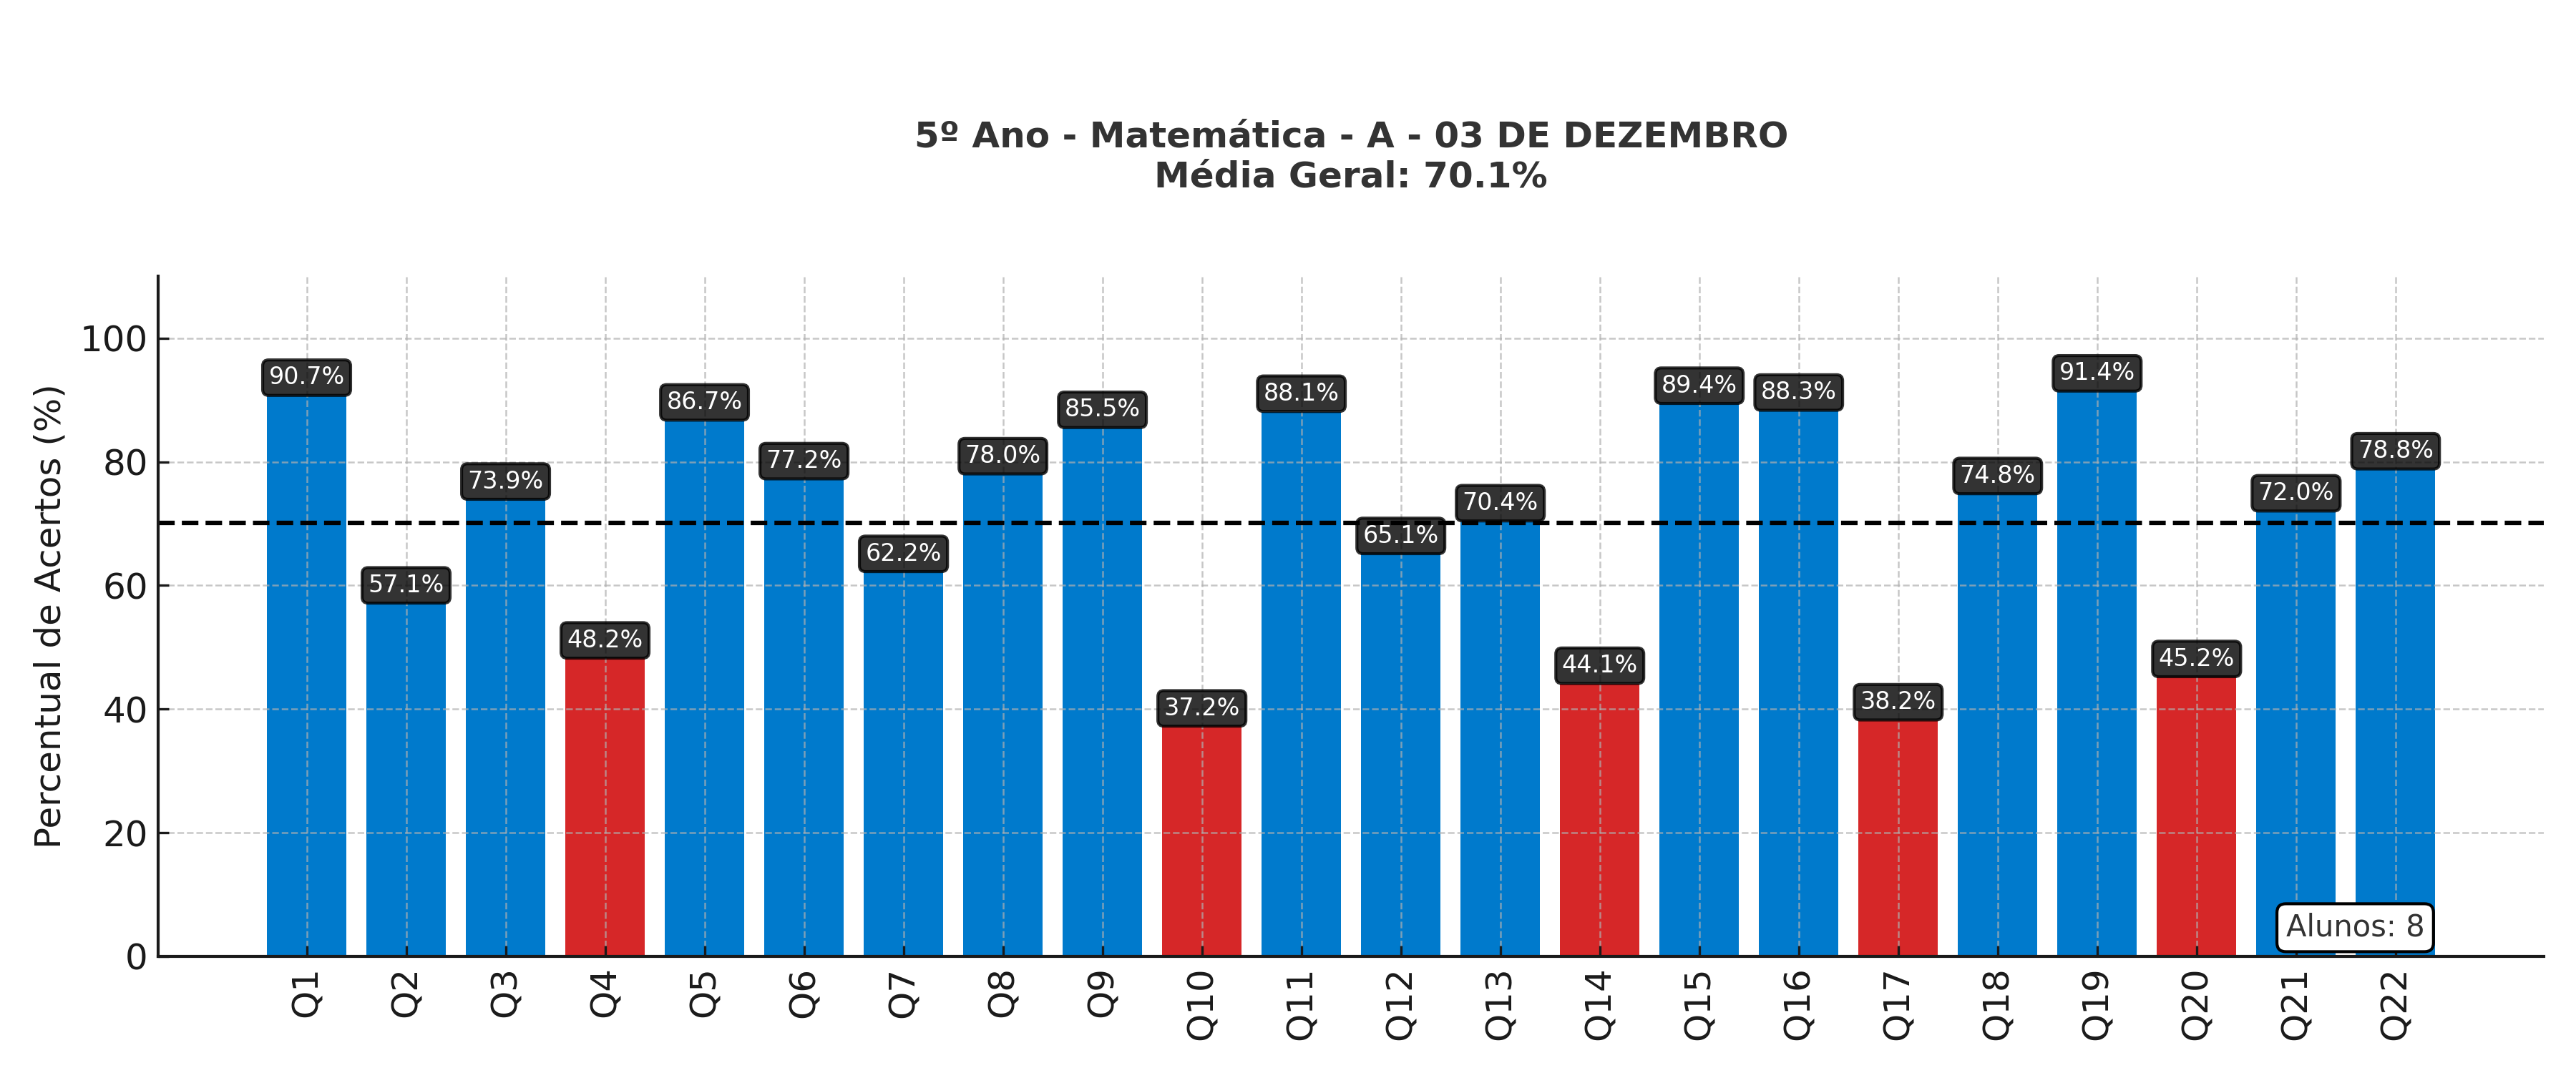 5º Ano - Matemática - A - 03 DE DEZEMBRO
Média Geral: 70.1%
Percentual de Acertos (%)
100
80
60
40
20
0
90.7%
57.1%
73.9%
48.2%
86.7%
77.2%
62.2%
78.0%
85.5%
37.2%
88.1%
65.1%
70.4%
44.1%
89.4%
88.3%
38.2%
74.8%
91.4%
45.2%
72.0%
78.8%
Alunos: 8
Q1
Q2
Q3
Q4
Q5
Q6
Q7
Q8
Q9
Q10
Q11
Q12
Q13
Q14
Q15
Q16
Q17
Q18
Q19
Q20
Q21
Q22